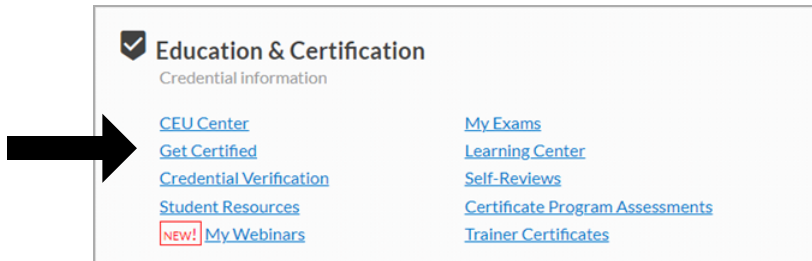 Education & Certification
Credential information
CEU Center
Get Certified
Credential Verification
Student Resources
NEW! My Webinars
My Exams
Learning Center
Self-Reviews
Certificate Program Assessments
Trainer Certificates